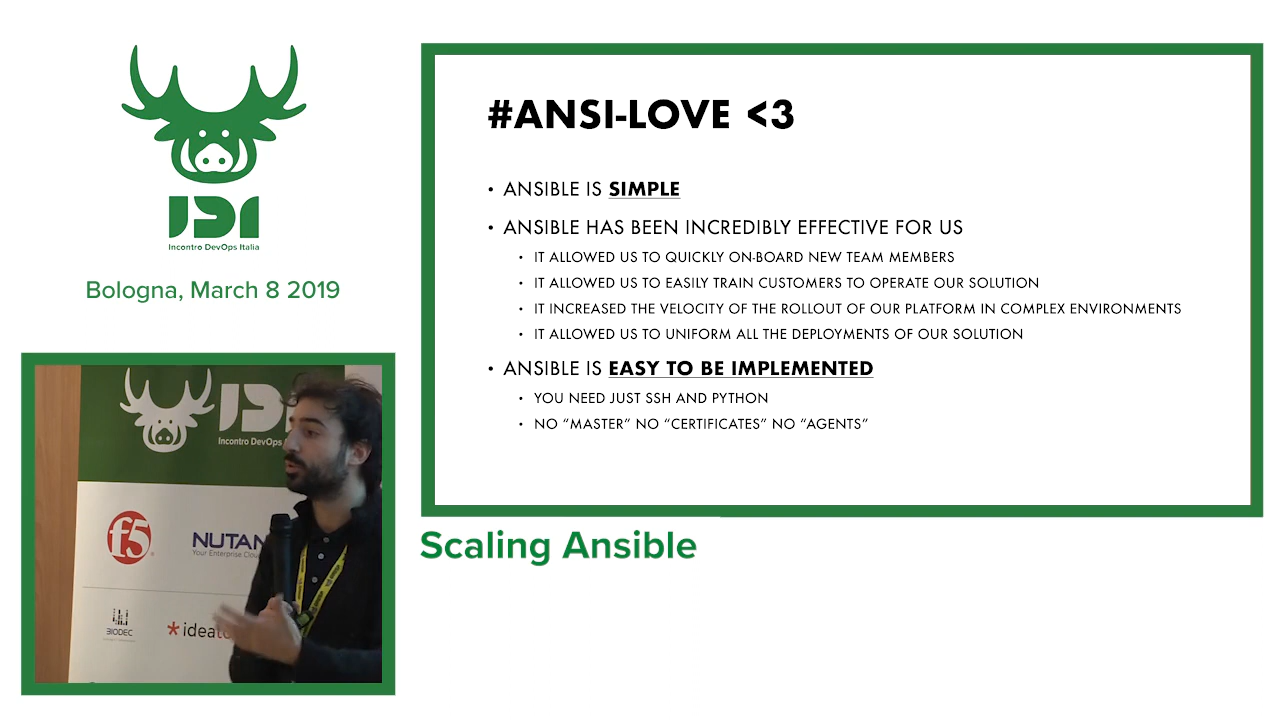 IDI
Incontro DevOps Italia
Bologna, March 8 2019
#ANSI-LOVE <3
• ANSIBLE IS SIMPLE
• ANSIBLE HAS BEEN INCREDIBLY EFFECTIVE FOR US
• IT ALLOWED US TO QUICKLY ON-BOARD NEW TEAM MEMBERS
• IT ALLOWED US TO EASILY TRAIN CUSTOMERS TO OPERATE OUR SOLUTION
• IT INCREASED THE VELOCITY OF THE ROLLOUT OF OUR PLATFORM IN COMPLEX ENVIRONMENTS
• IT ALLOWED US TO UNIFORM ALL THE DEPLOYMENTS OF OUR SOLUTION
• ANSIBLE IS EASY TO BE IMPLEMENTED
• YOU NEED JUST SSH AND PYTHON
• NO “MASTER” NO “CERTIFICATES” NO “AGENTS”
Scaling Ansible
IDI
Incontro DevOps
f5
NUTAN
Your Enterprise Clou
BIODEC
ideato